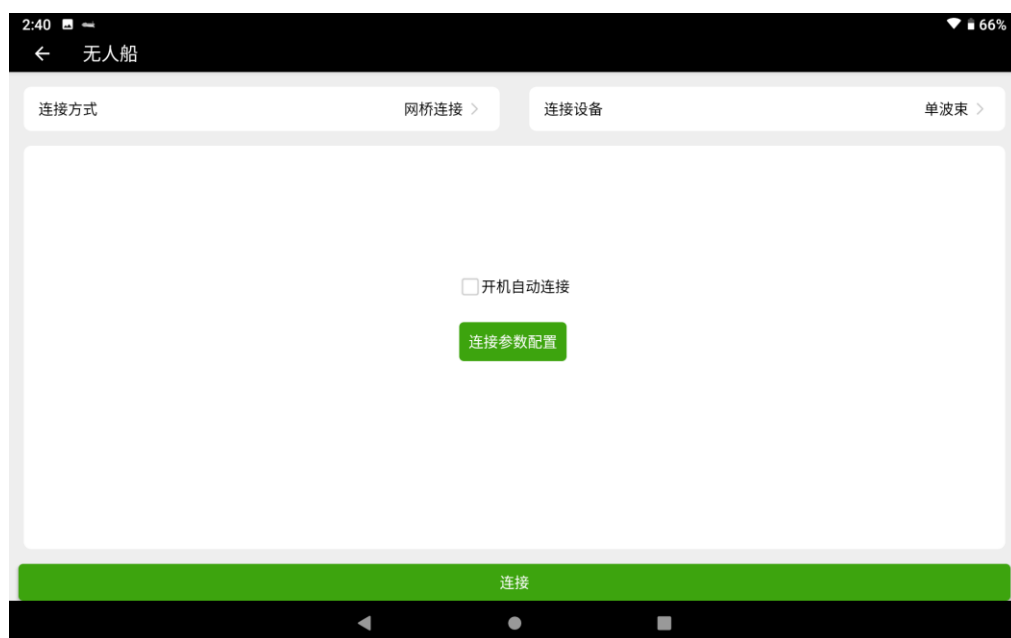 2:40 66%
无人船
连接方式 网桥连接 连接设备 单波束
开机自动连接
连接参数配置
连接